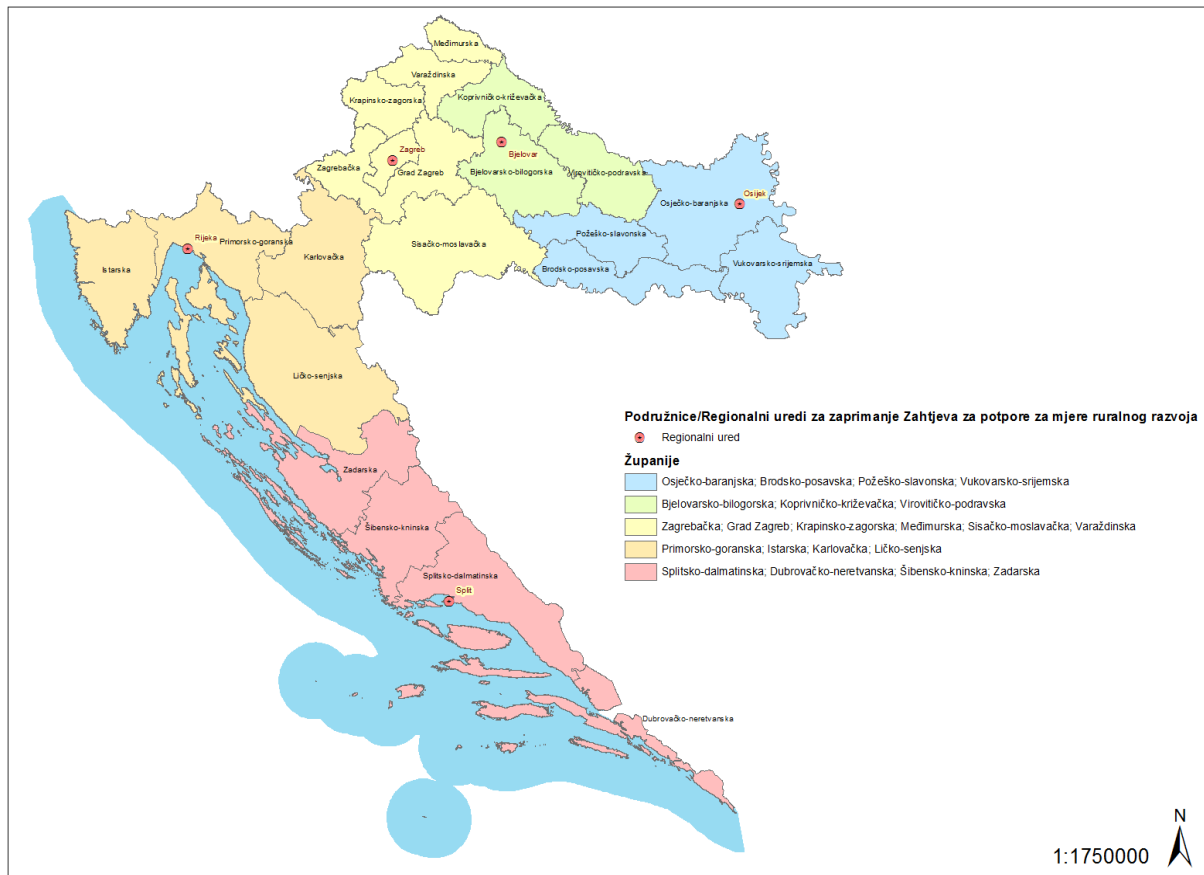 Međimurska
Varaždinska
Koprivničko-križevačka
Krapinsko-zagorska
Zagreb
Bjelovar
Zagrebačka
Grad Zagreb
Bjelovarsko-bilogorska
Virovitičko-podravska
Osijek
Osječko-baranjska
Rijeka
Primorsko-goranska
Požeško-slavonska
Sisačko-moslavačka
Karlovačka
Vukovarsko-srijemska
Istarska
Brodsko-posavska
Ličko-senjska
Zadarska
Šibensko-kninska
Splitsko-dalmatinska
Split
Dubrovačko-neretvanska
Podružnice/Regionalni uredi za zaprimanje Zahtjeva za potpore za mjere ruralnog razvoja
Regionalni ured
Županije
Osječko-baranjska; Brodsko-posavska; Požeško-slavonska; Vukovarsko-srijemska
Bjelovarsko-bilogorska; Koprivničko-križevačka; Virovitičko-podravska
Zagrebačka; Grad Zagreb; Krapinsko-zagorska; Međimurska; Sisačko-moslavačka; Varaždinska
Primorsko-goranska; Istarska; Karlovačka; Ličko-senjska
Splitsko-dalmatinska; Dubrovačko-neretvanska; Šibensko-kninska; Zadarska
N
1:1750000